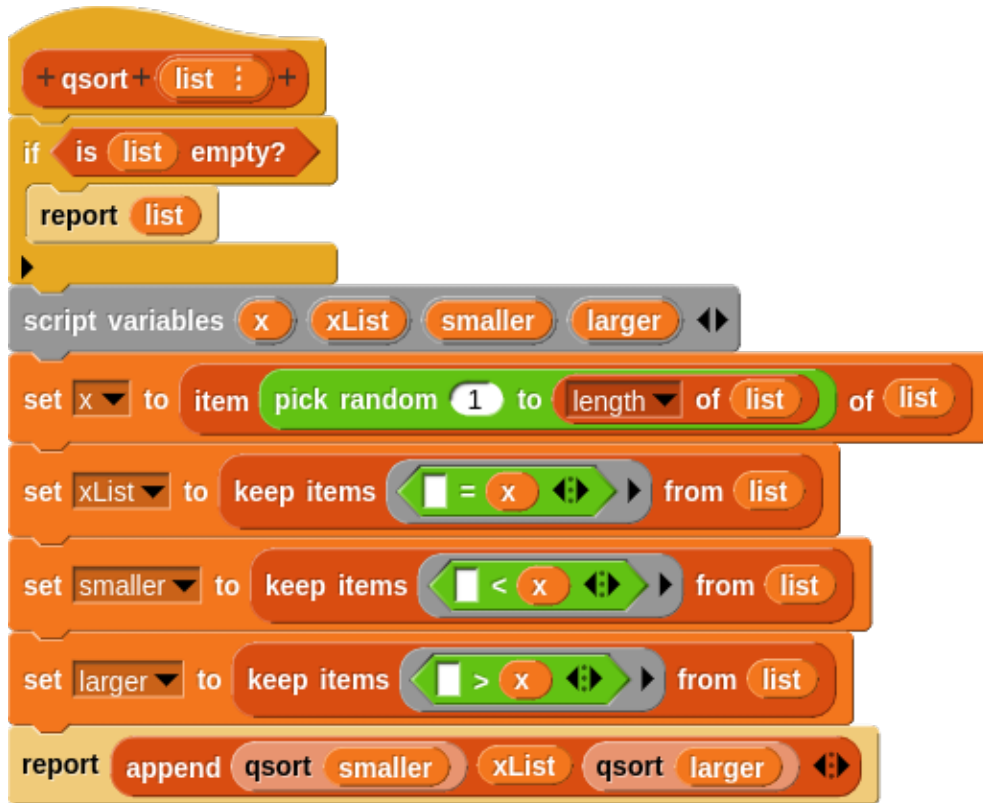 + qsort + list ⋮ +
if is list empty?
report list
script variables x xList smaller larger
set x to item pick random 1 to length of list of list
set xList to keep items = x from list
set smaller to keep items < x from list
set larger to keep items > x from list
report append qsort smaller xList qsort larger